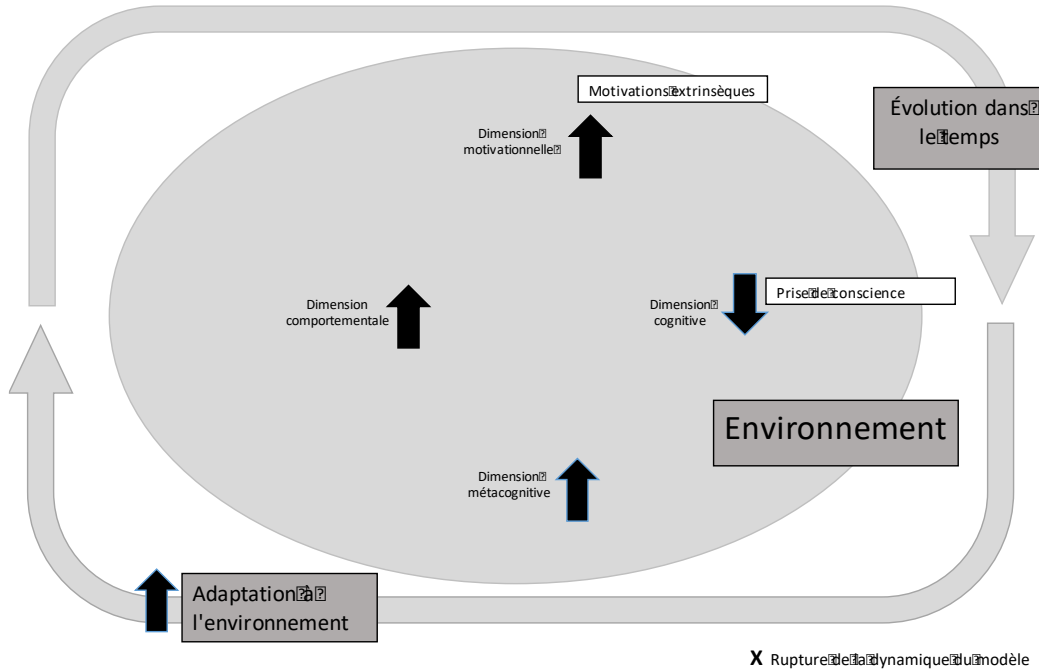 Motivations extrinsèques
Évolution dans
le temps
Dimension
motivationnelle
Prise de conscience
Dimension
comportementale
Dimension
cognitive
Environnement
Dimension
métacognitive
Adaptation à
l'environnement
X Rupture de la dynamique du modèle